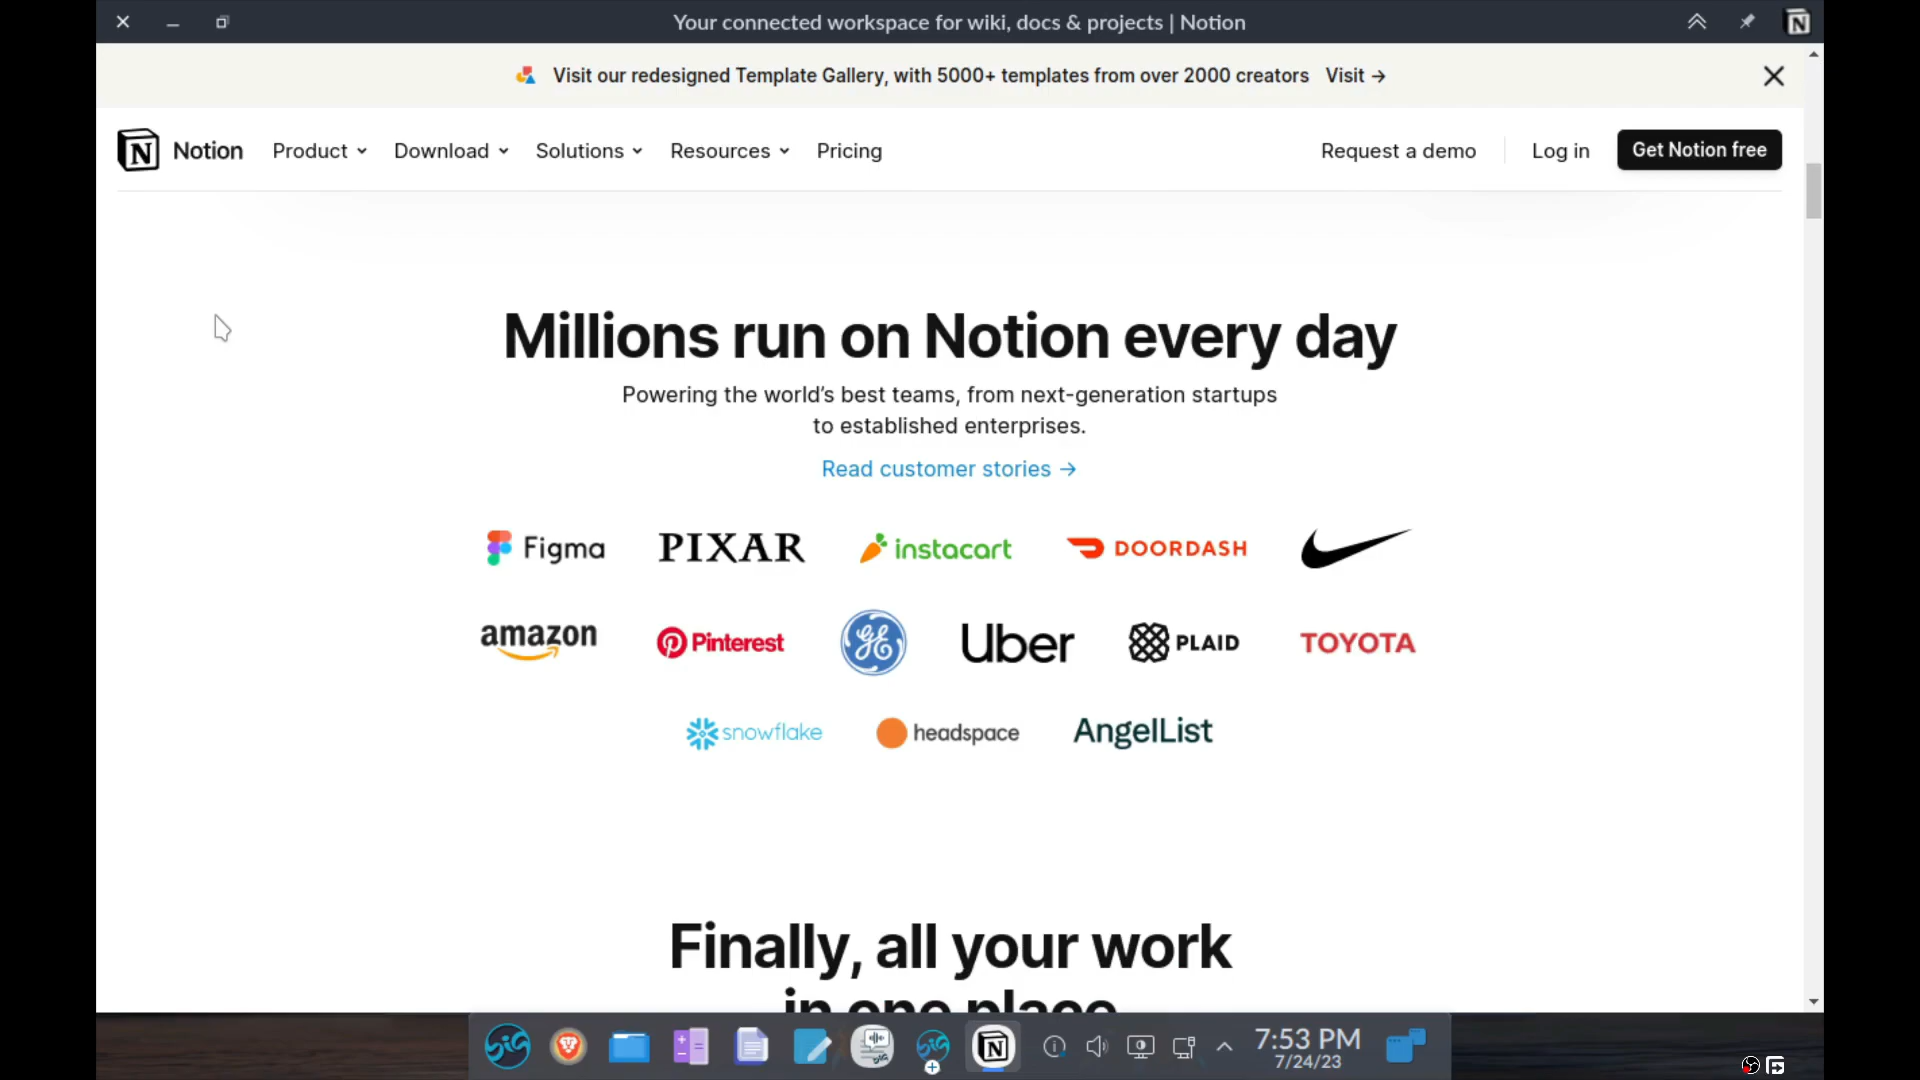 Your connected workspace for wiki, docs & projects | Notion
Visit our redesigned Template Gallery, with 5000+ templates from over 2000 creators Visit →
Notion Product Download Solutions Resources Pricing Request a demo Log in Get Notion free
Millions run on Notion every day
Powering the world's best teams, from next-generation startups
to established enterprises.
Read customer stories →
Figma PIXAR instacart DOORDASH
amazon Pinterest GE Uber PLAID TOYOTA
snowflake headspace AngelList
Finally, all your work
in one place
7:53 PM
7/24/23